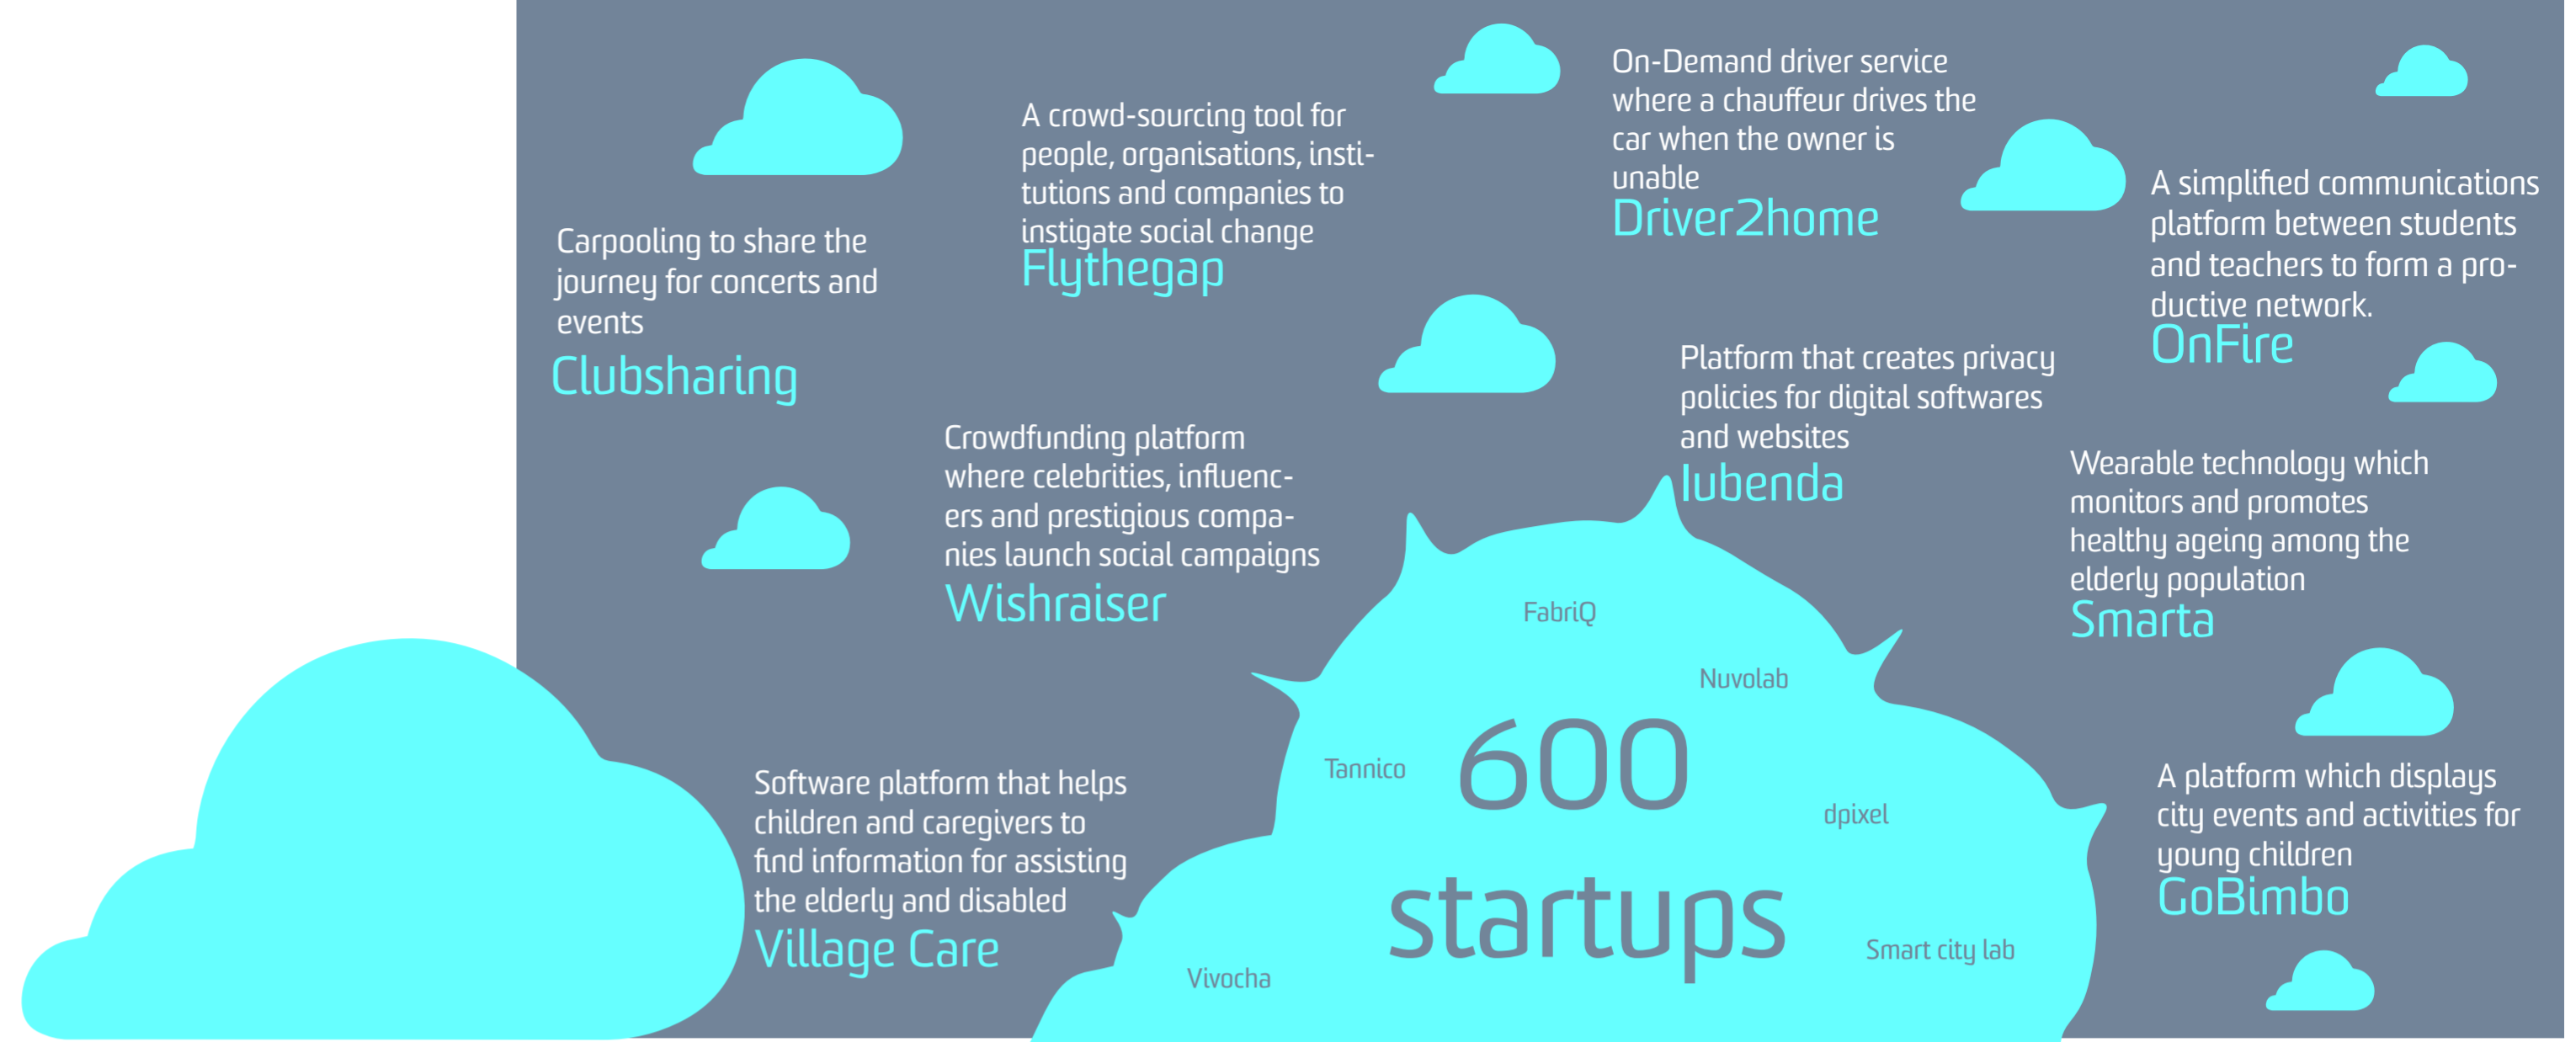 Carpooling to share the
journey for concerts and
events
Clubsharing
A crowd-sourcing tool for
people, organisations, insti-
tutions and companies to
instigate social change
Flythegap
On-Demand driver service
where a chauffeur drives the
car when the owner is
unable
Driver2home
A simplified communications
platform between students
and teachers to form a pro-
ductive network.
OnFire
Platform that creates privacy
policies for digital softwares
and websites
Iubenda
Crowdfunding platform
where celebrities, influenc-
ers and prestigious compa-
nies launch social campaigns
Wishraiser
Wearable technology which
monitors and promotes
healthy ageing among the
elderly population
Smarta
Software platform that helps
children and caregivers to
find information for assisting
the elderly and disabled
Village Care
FabriQ
Nuvolab
Tannico
600
dpixel
startups
Smart city lab
Vivocha
A platform which displays
city events and activities for
young children
GoBimbo